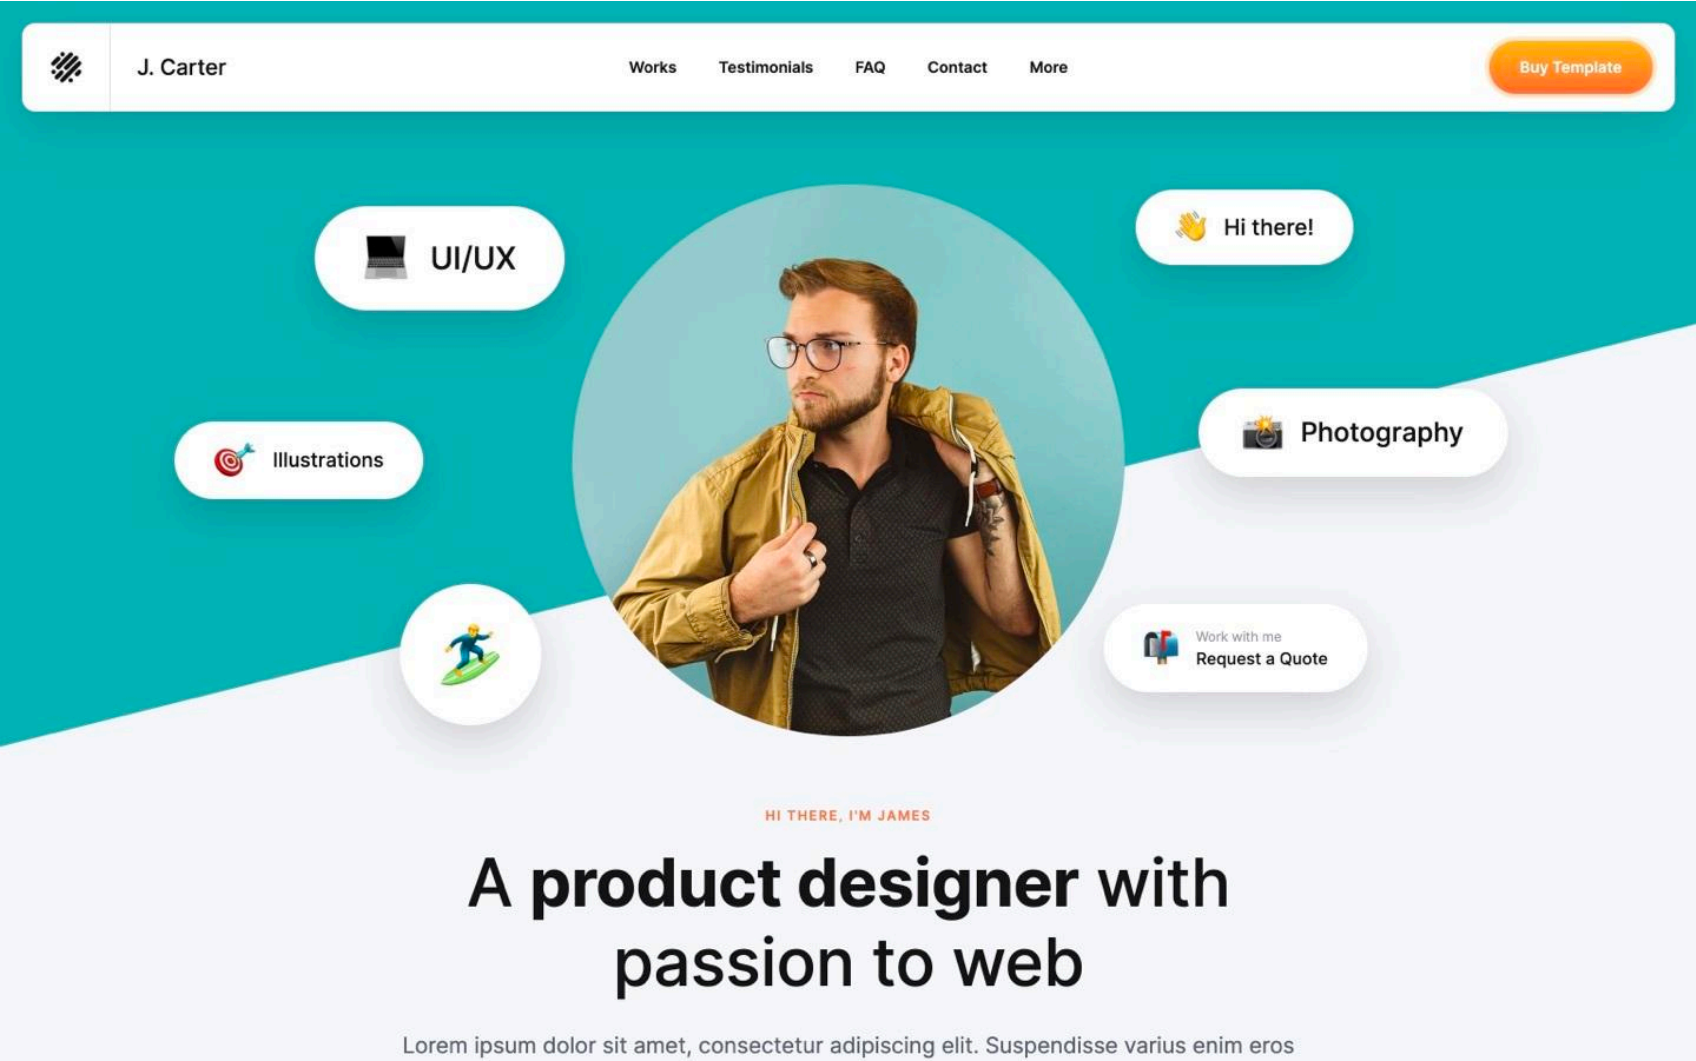 J. Carter
Works
Testimonials
FAQ
Contact
More
Buy Template
Hi there!
UI/UX
Photography
Illustrations
Work with me
Request a Quote
HI THERE, I'M JAMES
A product designer with
passion to web
Lorem ipsum dolor sit amet, consectetur adipiscing elit. Suspendisse varius enim eros